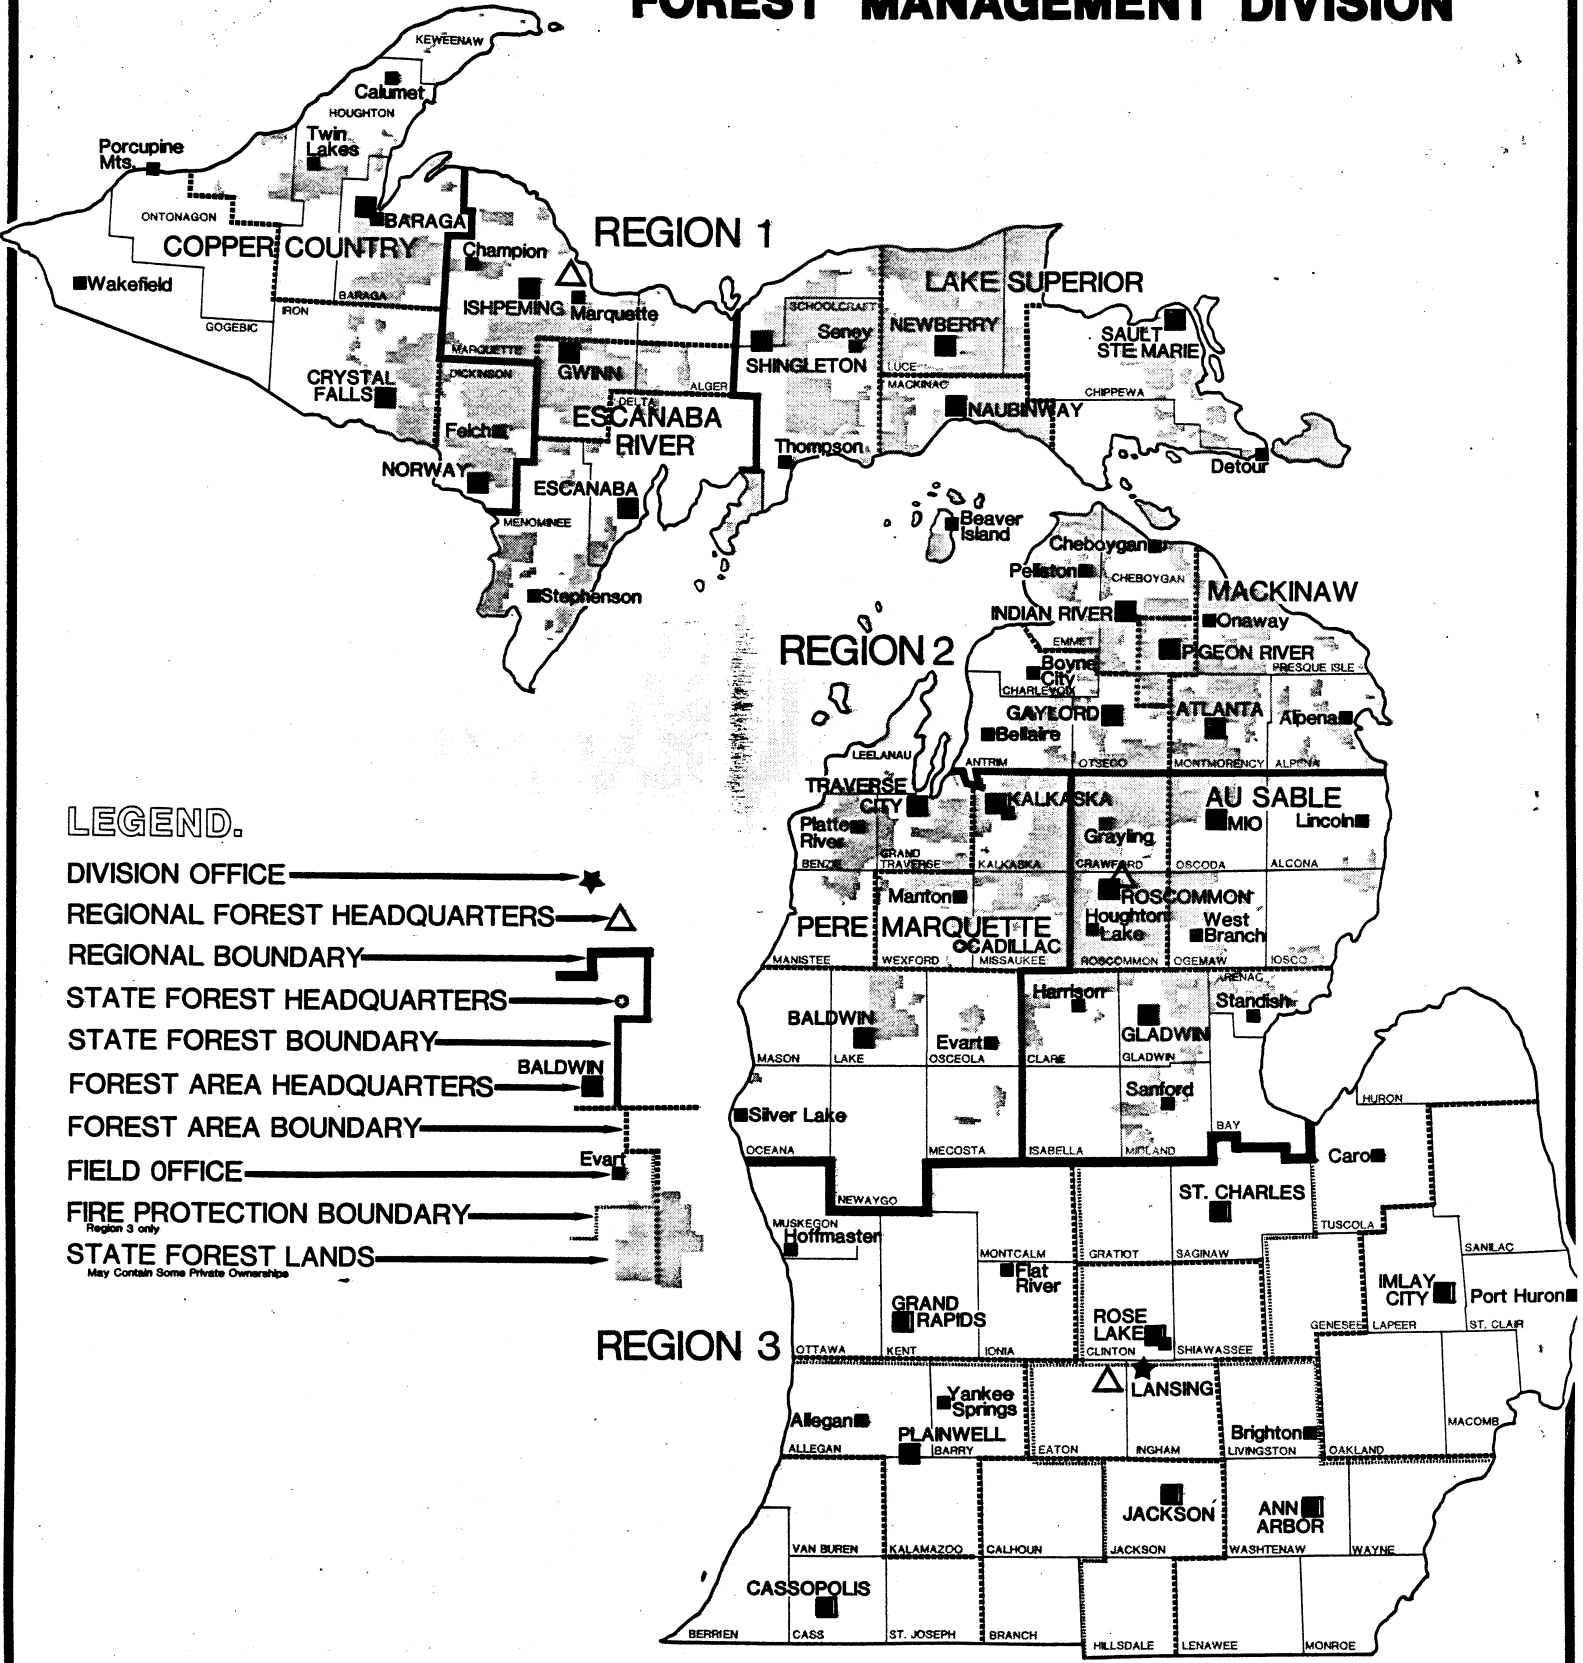 FOREST MANAGEMENT DIVISION
KEWEENAW
Calumet
HOUGHTON
Twin
Lakes
Porcupine
Mts.
ONTONAGON
BARAGA
COPPER COUNTRY
Wakefield
BARAGA
IRON
GOGEBIC
CRYSTAL
FALLS
REGION 1
Champion
ISHPEMING
Marquette
MARQUETTE
DICKINSON
GWINN
ALGER
DELTA
ESCANABA
RIVER
Felch
NORWAY
ESCANABA
MENOMINEE
Stephenson
LAKE SUPERIOR
SCHOOLCRAFT
Seney
NEWBERRY
SHINGLETON
LUCE
MACKINAC
SAULT
STE MARIE
CHIPPEWA
NAUBINWAY
Thompson
Detour
Beaver
Island
Cheboygan
Pellston
CHEBOYGAN
MACKINAW
INDIAN RIVER
Onaway
EMMET
PIGEON RIVER
PRESQUE ISLE
REGION 2
Boyne
City
CHARLEVOIX
GAYLORD
ATLANTA
Alpena
Bellaire
LEELANAU
ANTRIM
OTSEGO
MONTMORENCY
ALPENA
TRAVERSE
CITY
KALKASKA
AU SABLE
MIO
Lincoln
Platte
River
Grayling
BENZIE
GRAND
TRAVERSE
KALKASKA
CRAWFORD
OSCODA
ALCONA
Manton
ROSCOMMON
Houghton
Lake
West
Branch
PERE MARQUETTE
CADILLAC
MANISTEE
WEXFORD
MISSAUKEE
ROSCOMMON
OGEMAW
IOSCO
ARENAC
Harrison
Standish
BALDWIN
GLADWIN
Evart
MASON
LAKE
OSCEOLA
CLARE
GLADWIN
Sanford
HURON
Silver Lake
BAY
OCEANA
MECOSTA
ISABELLA
MIDLAND
Caro
NEWAYGO
ST. CHARLES
MUSKEGON
Hoffmaster
TUSCOLA
MONTCALM
GRATIOT
SAGINAW
SANILAC
Flat
River
IMLAY
CITY
Port Huron
GRAND
RAPIDS
ROSE
LAKE
GENESEE
LAPEER
ST. CLAIR
REGION 3
OTTAWA
KENT
IONIA
CLINTON
SHIAWASSEE
LANSING
Yankee
Springs
Allegan
PLAINWELL
Brighton
MACOMB
ALLEGAN
BARRY
EATON
INGHAM
LIVINGSTON
OAKLAND
JACKSON
ANN
ARBOR
VAN BUREN
KALAMAZOO
CALHOUN
JACKSON
WASHTENAW
WAYNE
CASSOPOLIS
BERRIEN
CASS
ST. JOSEPH
BRANCH
HILLSDALE
LENAWEE
MONROE
LEGEND.
DIVISION OFFICE
REGIONAL FOREST HEADQUARTERS
REGIONAL BOUNDARY
STATE FOREST HEADQUARTERS
STATE FOREST BOUNDARY
BALDWIN
FOREST AREA HEADQUARTERS
FOREST AREA BOUNDARY
Evart
FIELD OFFICE
FIRE PROTECTION BOUNDARY
Region 3 only
STATE FOREST LANDS
May Contain Some Private Ownerships